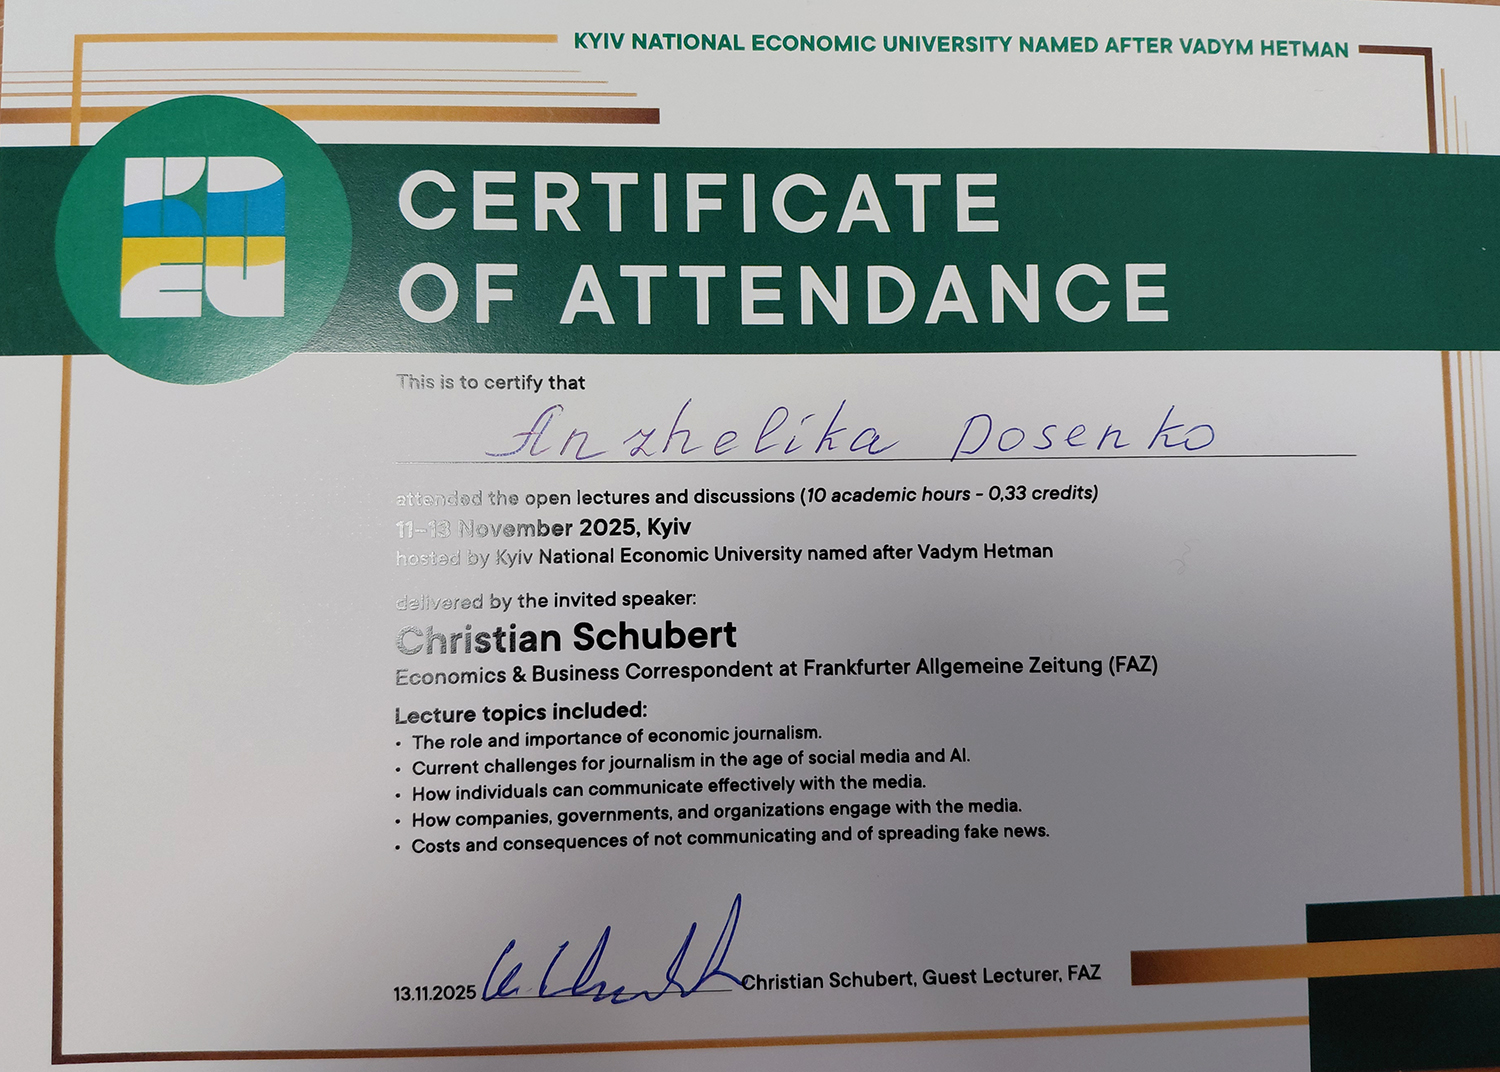 KYIV NATIONAL ECONOMIC UNIVERSITY NAMED AFTER VADYM HETMAN
KNEU
CERTIFICATE
OF ATTENDANCE
This is to certify that
Anzhelika Dosenko
attended the open lectures and discussions (10 academic hours - 0,33 credits)
11–13 November 2025, Kyiv
hosted by Kyiv National Economic University named after Vadym Hetman
delivered by the invited speaker:
Christian Schubert
Economics & Business Correspondent at Frankfurter Allgemeine Zeitung (FAZ)
Lecture topics included:
• The role and importance of economic journalism.
• Current challenges for journalism in the age of social media and AI.
• How individuals can communicate effectively with the media.
• How companies, governments, and organizations engage with the media.
• Costs and consequences of not communicating and of spreading fake news.
13.11.2025 Christian Schubert, Guest Lecturer, FAZ